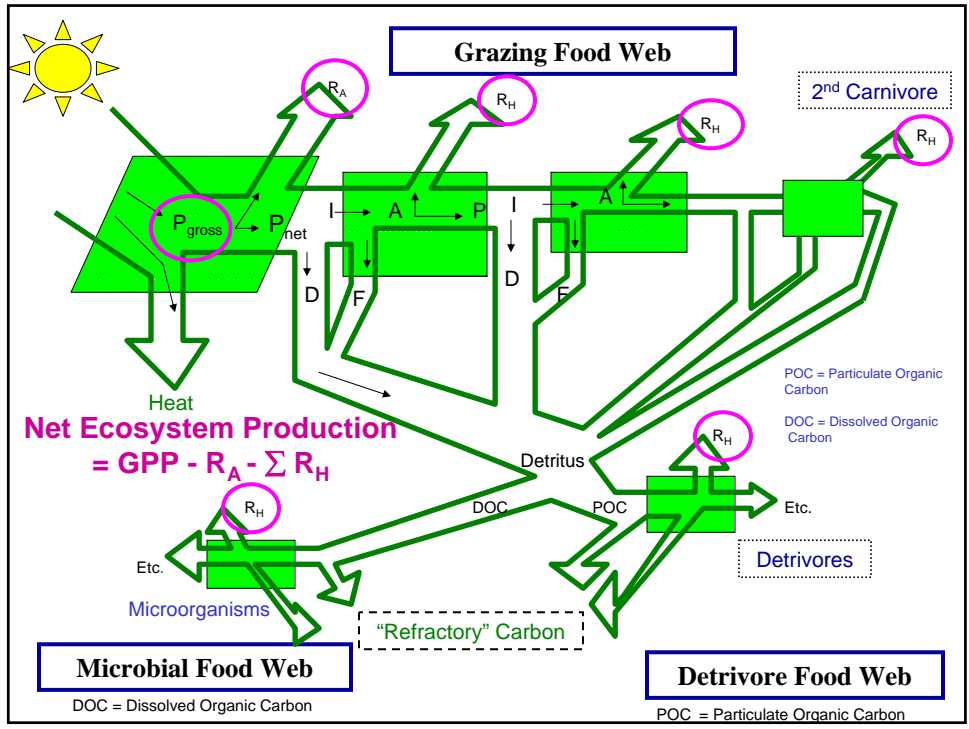 Grazing Food Web
2nd Carnivore
RA
RH
RH
RH
Pgross
Pnet
I
A
P
I
A
D
F
D
F
Heat
POC = Particulate Organic
Carbon
DOC = Dissolved Organic
Carbon
Net Ecosystem Production
= GPP - RA - Σ RH
RH
Detritus
DOC
POC
Etc.
RH
Etc.
Detrivores
Microorganisms
"Refractory" Carbon
Microbial Food Web
Detrivore Food Web
DOC = Dissolved Organic Carbon
POC = Particulate Organic Carbon